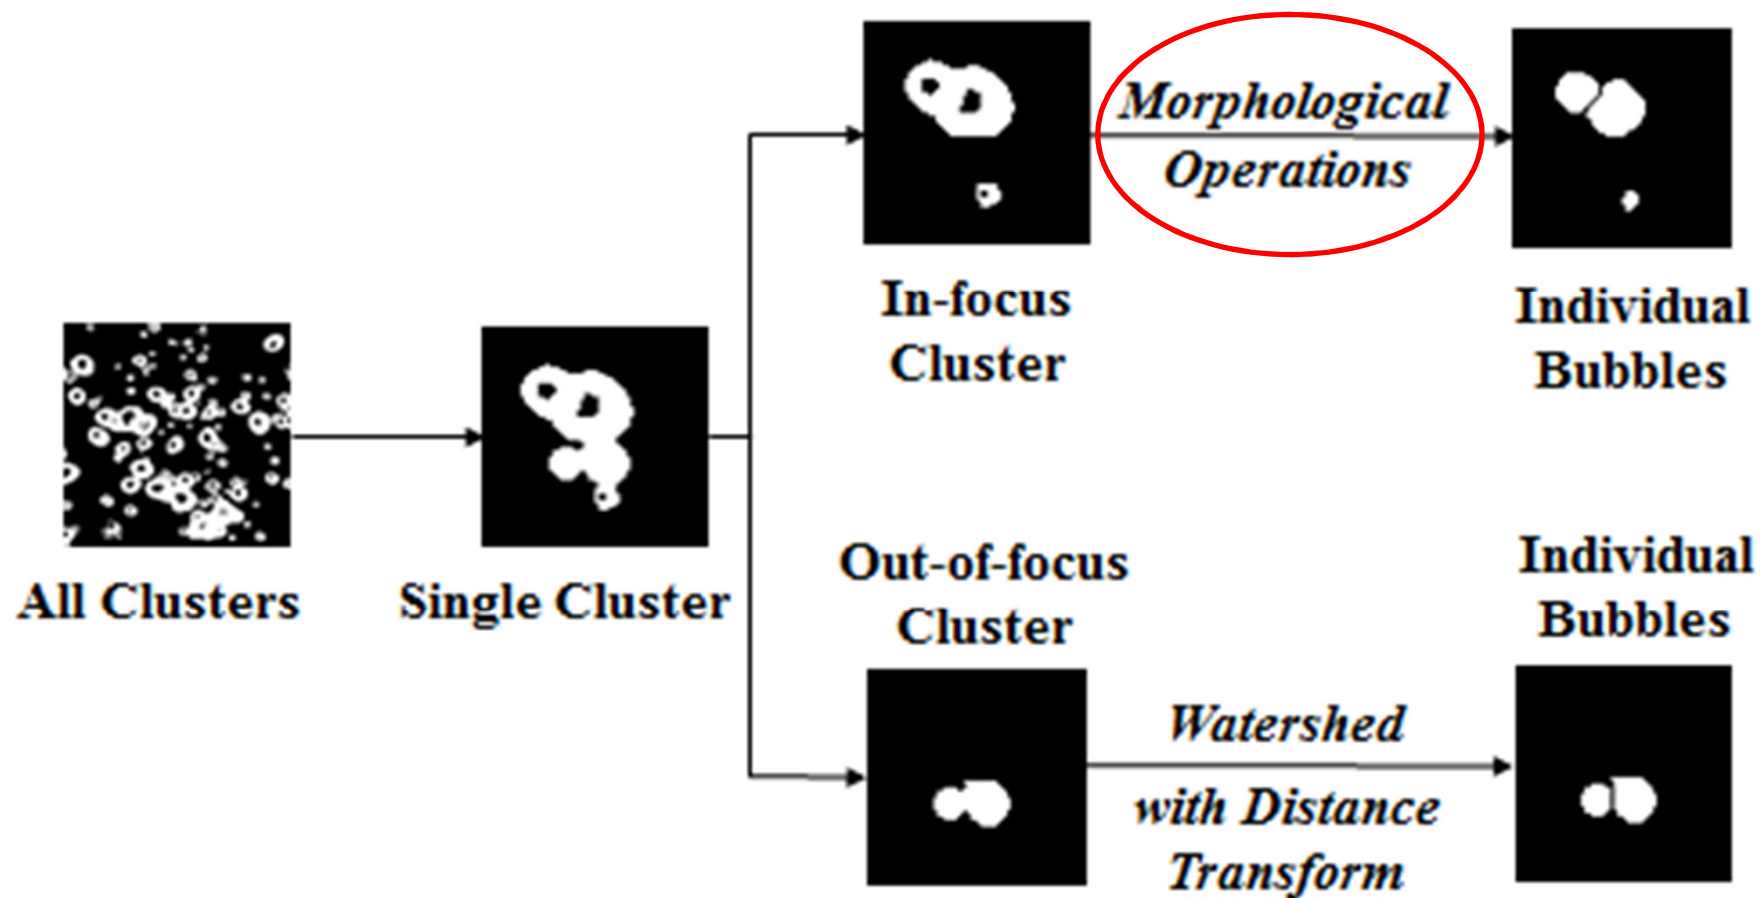 Morphological
Operations
In-focus
Cluster
Individual
Bubbles
All Clusters
Single Cluster
Out-of-focus
Cluster
Individual
Bubbles
Watershed
with Distance
Transform